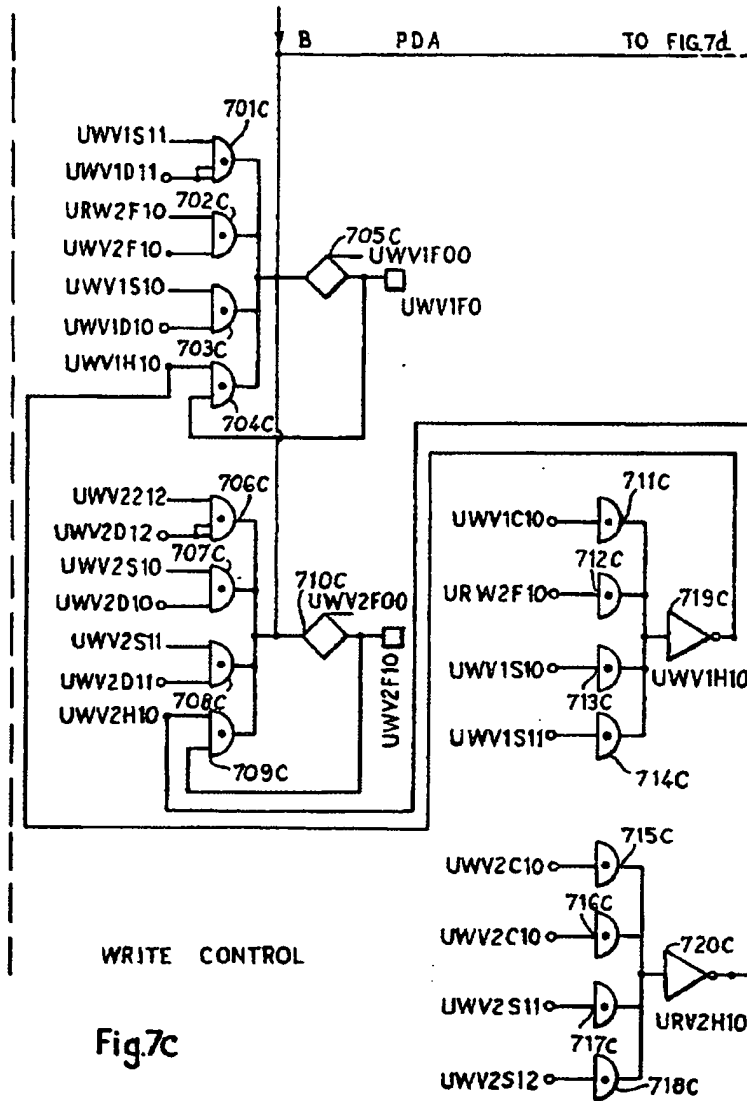 B PDA TO FIG.7d
701C
UWV1S11
UWV1D11
702C
URW2F10
UWV2F10
705C
UWV1F00
UWV1S10
UWV1F0
UWV1D10
703C
UWV1H10
704C
UWV2212
706C
UWV2D12
707C
UWV2S10
710C
UWV2F00
UWV2D10
UWV2S11
UWV2F10
UWV2D11
708C
UWV2H10
709C
711C
UWV1C10
712C
URW2F10
719C
UWV1S10
UWV1H10
713C
UWV1S11
714C
715C
UWV2C10
716C
UWV2C10
720C
UWV2S11
URV2H10
717C
UWV2S12
718C
WRITE CONTROL
Fig.7c